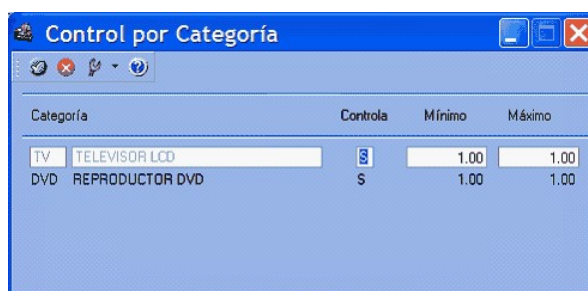 Control por Categoría
Categoría Controla Mínimo Máximo
TV TELEVISOR LCD S 1.00 1.00
DVD REPRODUCTOR DVD S 1.00 1.00